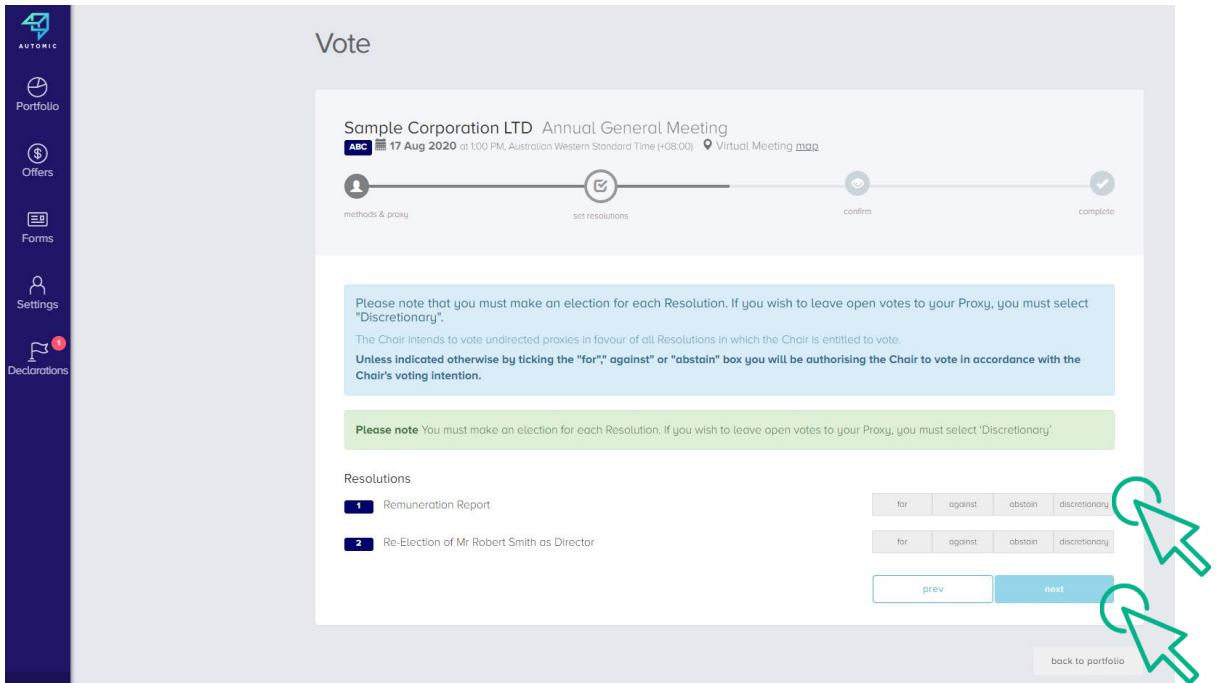 AUTOMIC
Portfolio
Offers
Forms
Settings
1
Declarations
Vote
Sample Corporation LTD Annual General Meeting
ABC 17 Aug 2020 at 1:00 PM, Australian Western Standard Time (+08:00) Virtual Meeting map
1
methods & proxy set resolutions confirm complete
Please note that you must make an election for each Resolution. If you wish to leave open votes to your Proxy, you must select
"Discretionary".
The Chair intends to vote undirected proxies in favour of all Resolutions in which the Chair is entitled to vote.
Unless indicated otherwise by ticking the "for"," against" or "abstain" box you will be authorising the Chair to vote in accordance with the
Chair's voting intention.
Please note You must make an election for each Resolution. If you wish to leave open votes to your Proxy, you must select 'Discretionary'
Resolutions
1 Remuneration Report for against abstain discretionary
2 Re-Election of Mr Robert Smith as Director for against abstain discretionary
prev next
back to portfolio